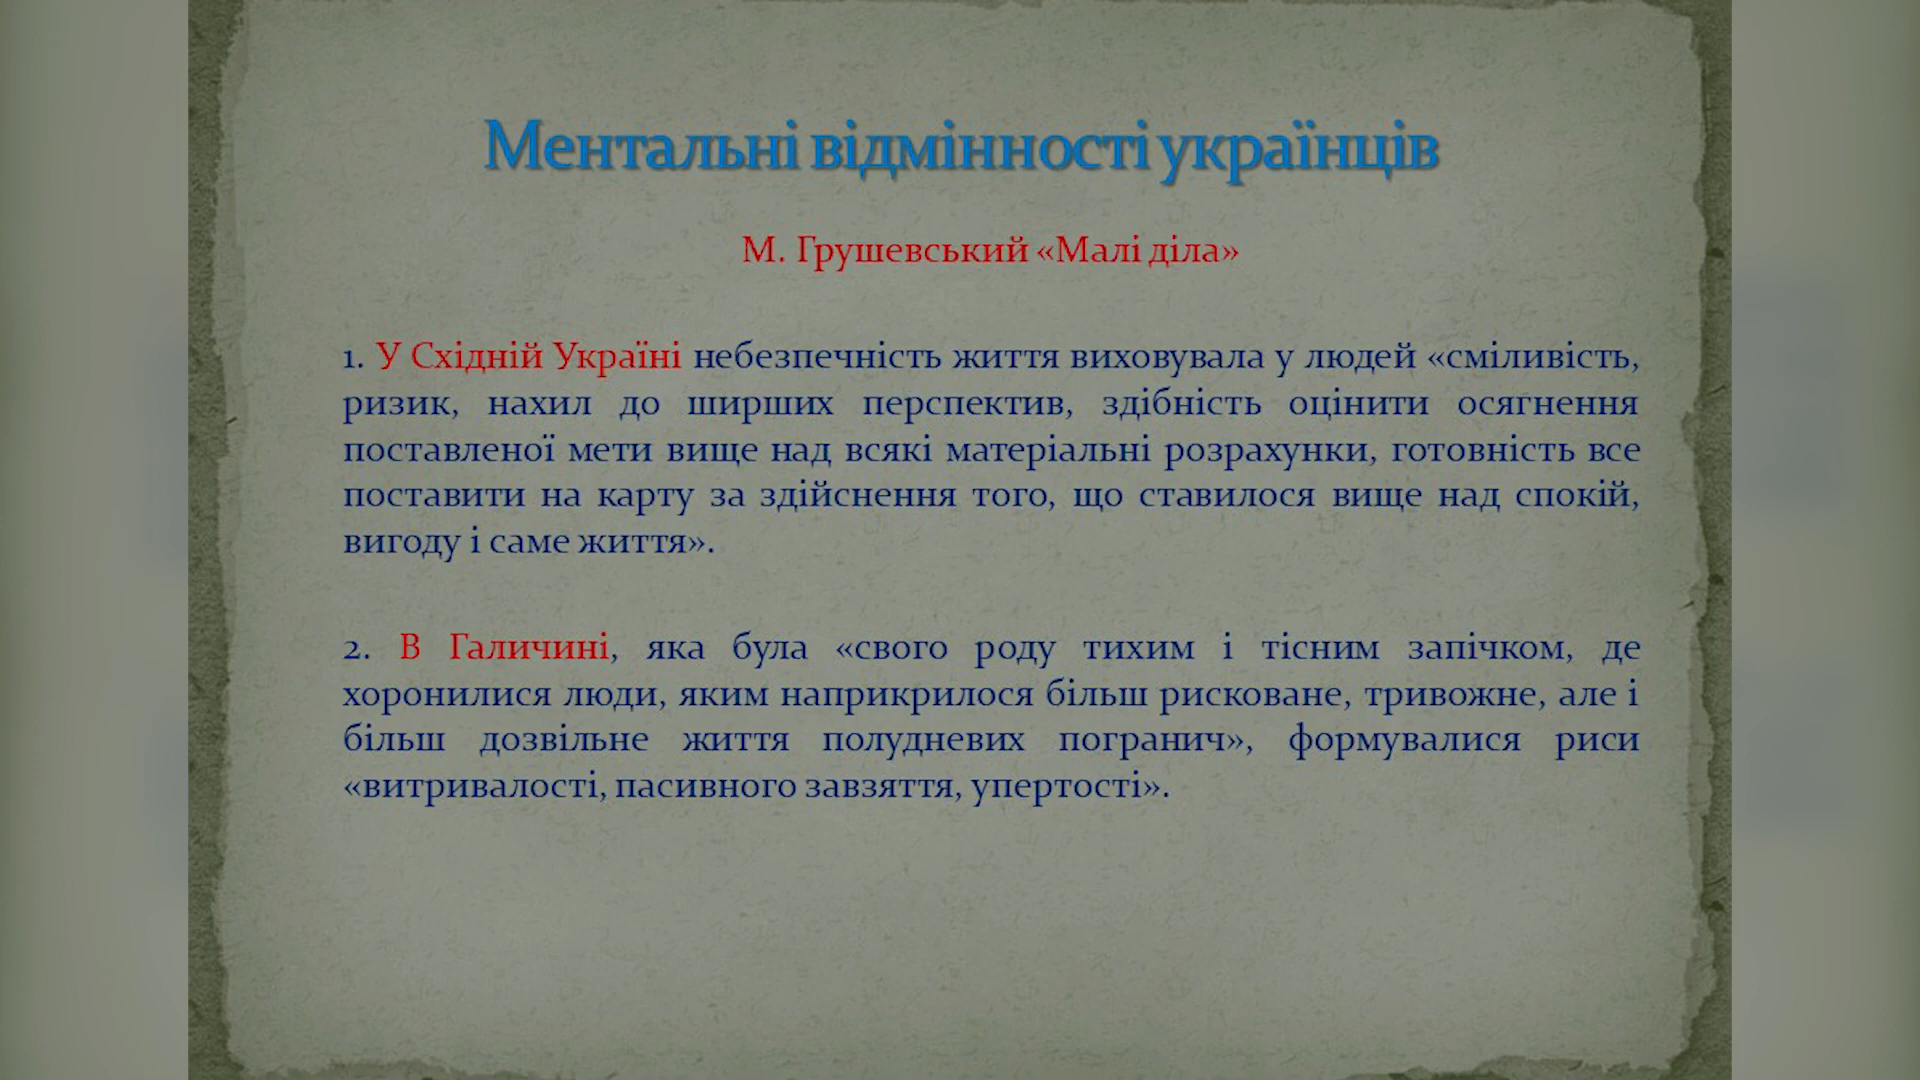 Ментальні відмінності українців
М. Грушевський «Малі діла»
1. У Східній Україні небезпечність життя виховувала у людей «сміливість,
ризик, нахил до ширших перспектив, здібність оцінити осягнення
поставленої мети вище над всякі матеріальні розрахунки, готовність все
поставити на карту за здійснення того, що ставилося вище над спокій,
вигоду і саме життя».
2. В Галичині, яка була «свого роду тихим і тісним запічком, де
хоронилися люди, яким наприкрилося більш рисковане, тривожне, але і
більш дозвільне життя полудневих погранич», формувалися риси
«витривалості, пасивного завзяття, упертості».